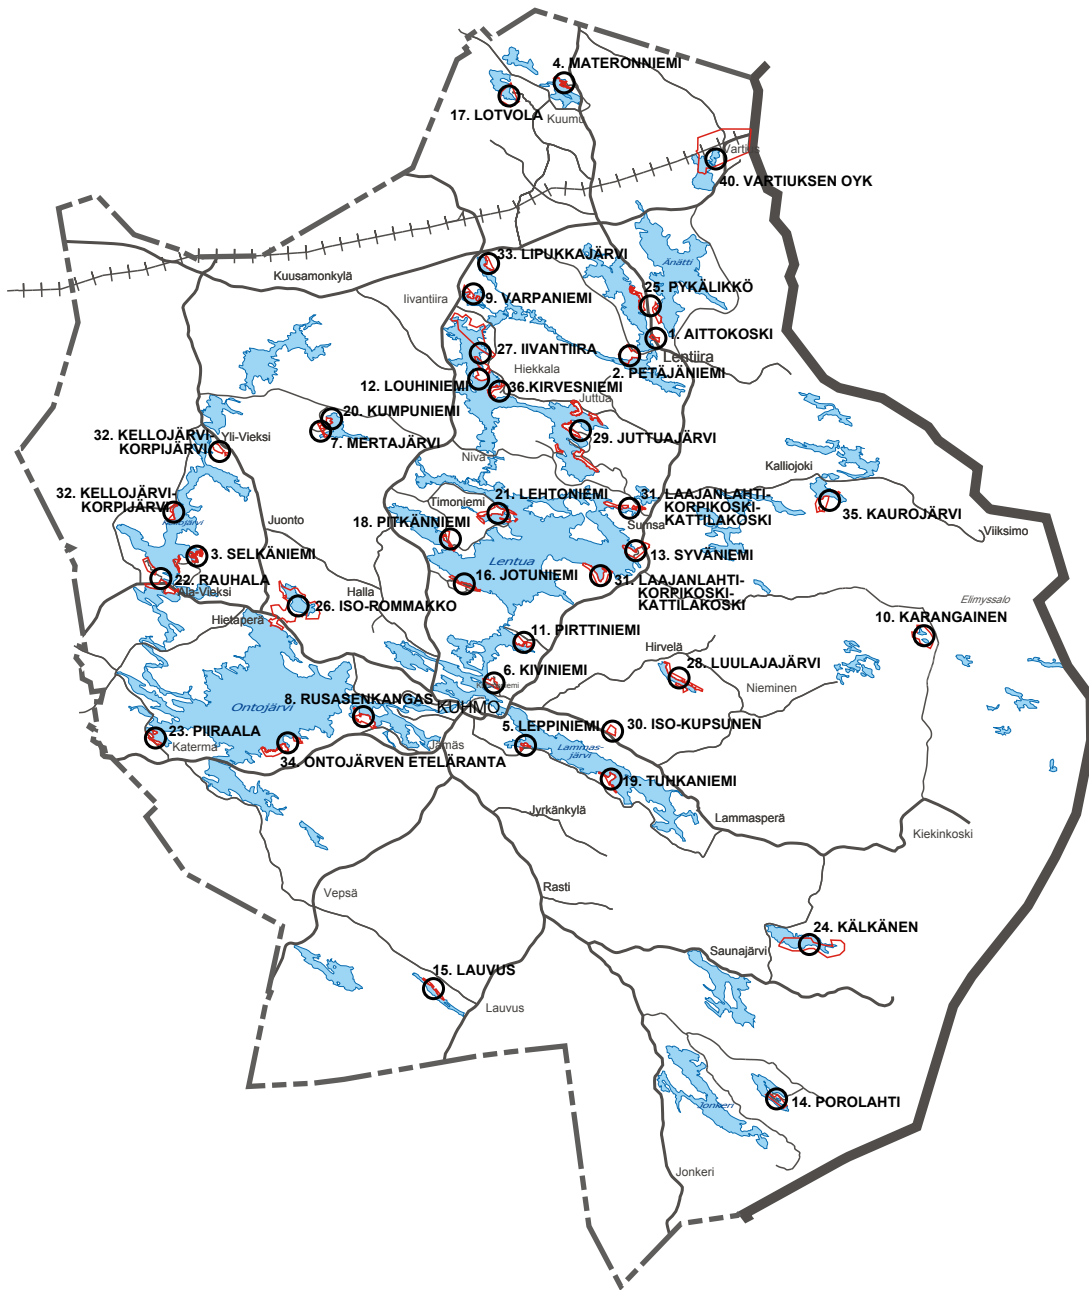 4. MATERONNIEMI
17. LOTVOLA
Kuumu
Vartius
40. VARTIUKSEN OYK
33. LIPUKKAJÄRVI
Änätti
Kuusamonkylä
25. PYKÄLIKKÖ
Iivantiira
9. VARPANIEMI
1. AITTOKOSKI
27. IIVANTIIRA
Lentiira
2. PETÄJÄNIEMI
Hiekkala
12. LOUHINIEMI
36.KIRVESNIEMI
Juttua
20. KUMPUNIEMI
32. KELLOJÄRVI-
KORPIJÄRVI
Yli-Vieksi
7. MERTAJÄRVI
29. JUTTUAJÄRVI
Niva
Kalliojoki
32. KELLOJÄRVI-
KORPIJÄRVI
Kellojärvi
21. LEHTONIEMI
Timoniemi
31. LAAJANLAHTI-
KORPIKOSKI-
KATTILAKOSKI
35. KAUROJÄRVI
Juonto
18. PITKÄNNIEMI
Sumsa
Viiksimo
3. SELKÄNIEMI
Lentua
13. SYVÄNIEMI
22. RAUHALA
Ala-Vieksi
16. JOTUNIEMI
31. LAAJANLAHTI-
KORPIKOSKI-
KATTILAKOSKI
Halla
26. ISO-ROMMAKKO
Hietaperä
Elimyssalo
10. KARANGAINEN
11. PIRTTINIEMI
Hirvelä
28. LUULAJAJÄRVI
6. KIVINIEMI
Nieminen
8. RUSASENKANGAS
KUHMO
Ontojärvi
5. LEPPINIEMI
30. ISO-KUPSUNEN
23. PIIRAALA
Katerma
Jämäs
Lammas-
järvi
34. ONTOJÄRVEN ETELÄRANTA
19. TUHKANIEMI
Jyrkänkylä
Lammasperä
Kiekinkoski
Vepsä
Rasti
24. KÄLKÄNEN
Saunajärvi
15. LAUVUS
Lauvus
14. POROLAHTI
Jonkeri
Jonkeri